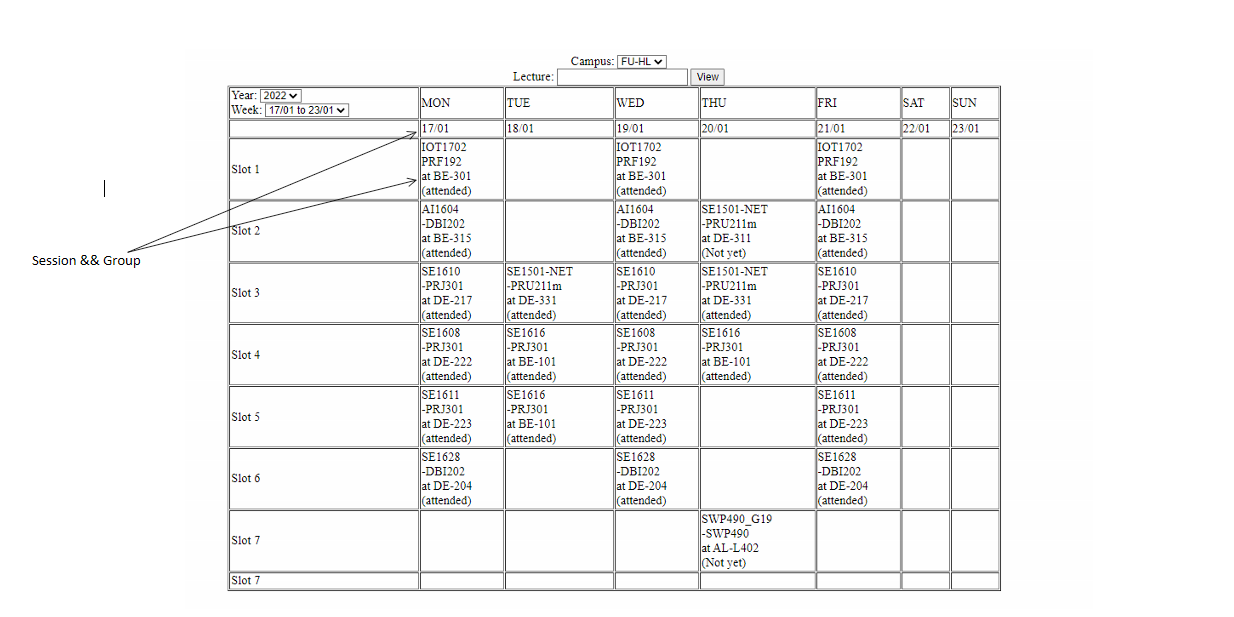 Campus: FU-HL
Lecture: View
Year: 2022
Week: 17/01 to 23/01
MON TUE WED THU FRI SAT SUN
17/01 18/01 19/01 20/01 21/01 22/01 23/01
Slot 1
IOT1702
PRF192
at BE-301
(attended)
IOT1702
PRF192
at BE-301
(attended)
IOT1702
PRF192
at BE-301
(attended)
Slot 2
AI1604
-DBI202
at BE-315
(attended)
AI1604
-DBI202
at BE-315
(attended)
SE1501-NET
-PRU211m
at DE-311
(Not yet)
AI1604
-DBI202
at BE-315
(attended)
Session && Group
Slot 3
SE1610
-PRJ301
at DE-217
(attended)
SE1501-NET
-PRU211m
at DE-331
(attended)
SE1610
-PRJ301
at DE-217
(attended)
SE1501-NET
-PRU211m
at DE-331
(attended)
SE1610
-PRJ301
at DE-217
(attended)
Slot 4
SE1608
-PRJ301
at DE-222
(attended)
SE1616
-PRJ301
at BE-101
(attended)
SE1608
-PRJ301
at DE-222
(attended)
SE1616
-PRJ301
at BE-101
(attended)
SE1608
-PRJ301
at DE-222
(attended)
Slot 5
SE1611
-PRJ301
at DE-223
(attended)
SE1616
-PRJ301
at BE-101
(attended)
SE1611
-PRJ301
at DE-223
(attended)
SE1611
-PRJ301
at DE-223
(attended)
Slot 6
SE1628
-DBI202
at DE-204
(attended)
SE1628
-DBI202
at DE-204
(attended)
SE1628
-DBI202
at DE-204
(attended)
Slot 7
SWP490_G19
-SWP490
at AL-L402
(Not yet)
Slot 7